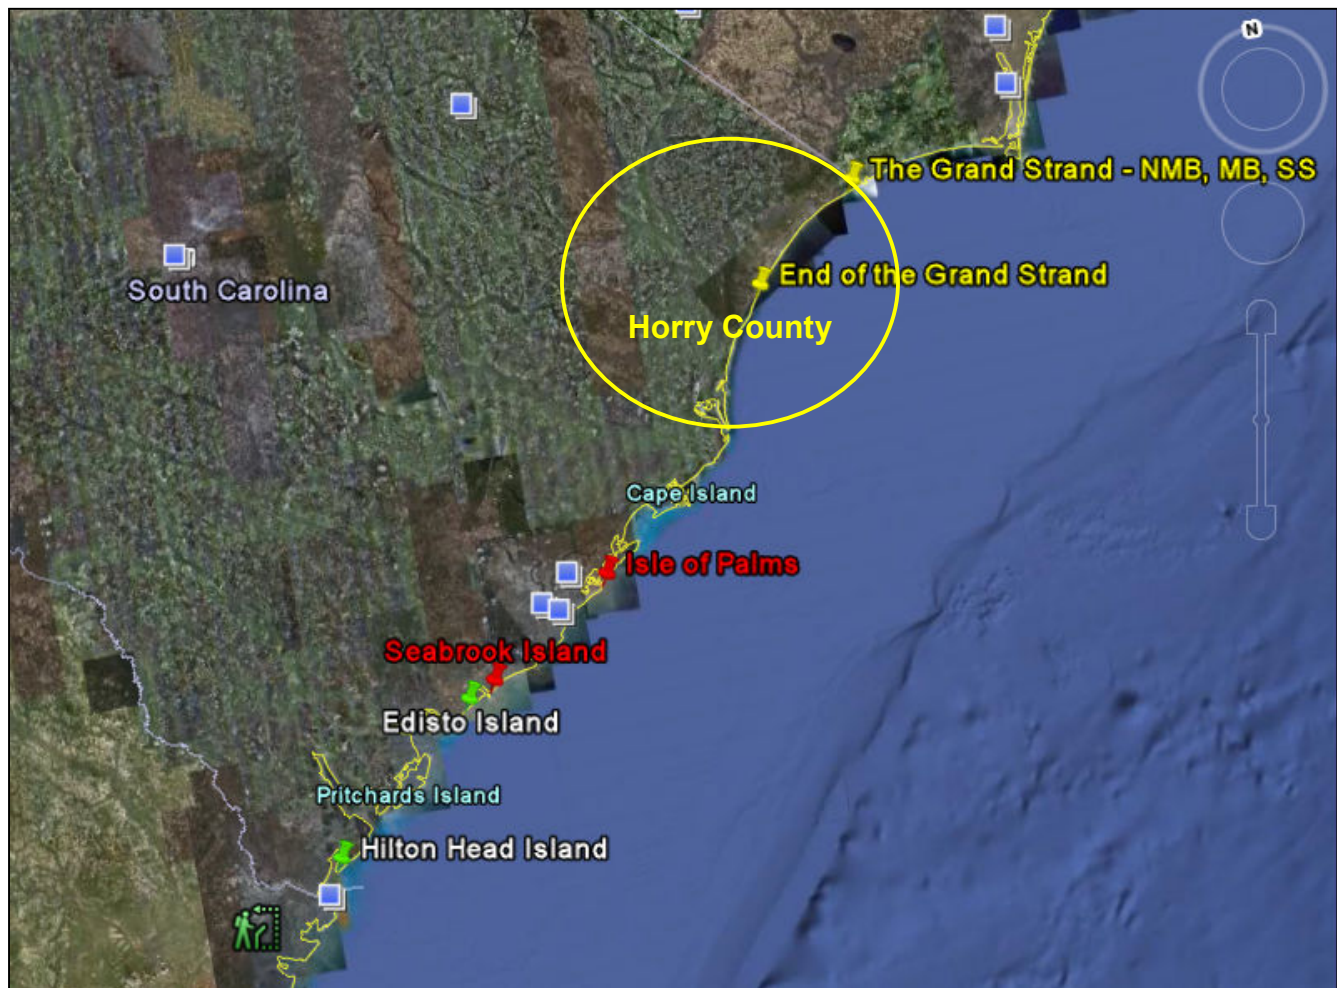 N
The Grand Strand - NMB, MB, SS
End of the Grand Strand
South Carolina
Horry County
Cape Island
Isle of Palms
Seabrook Island
Edisto Island
Pritchards Island
Hilton Head Island